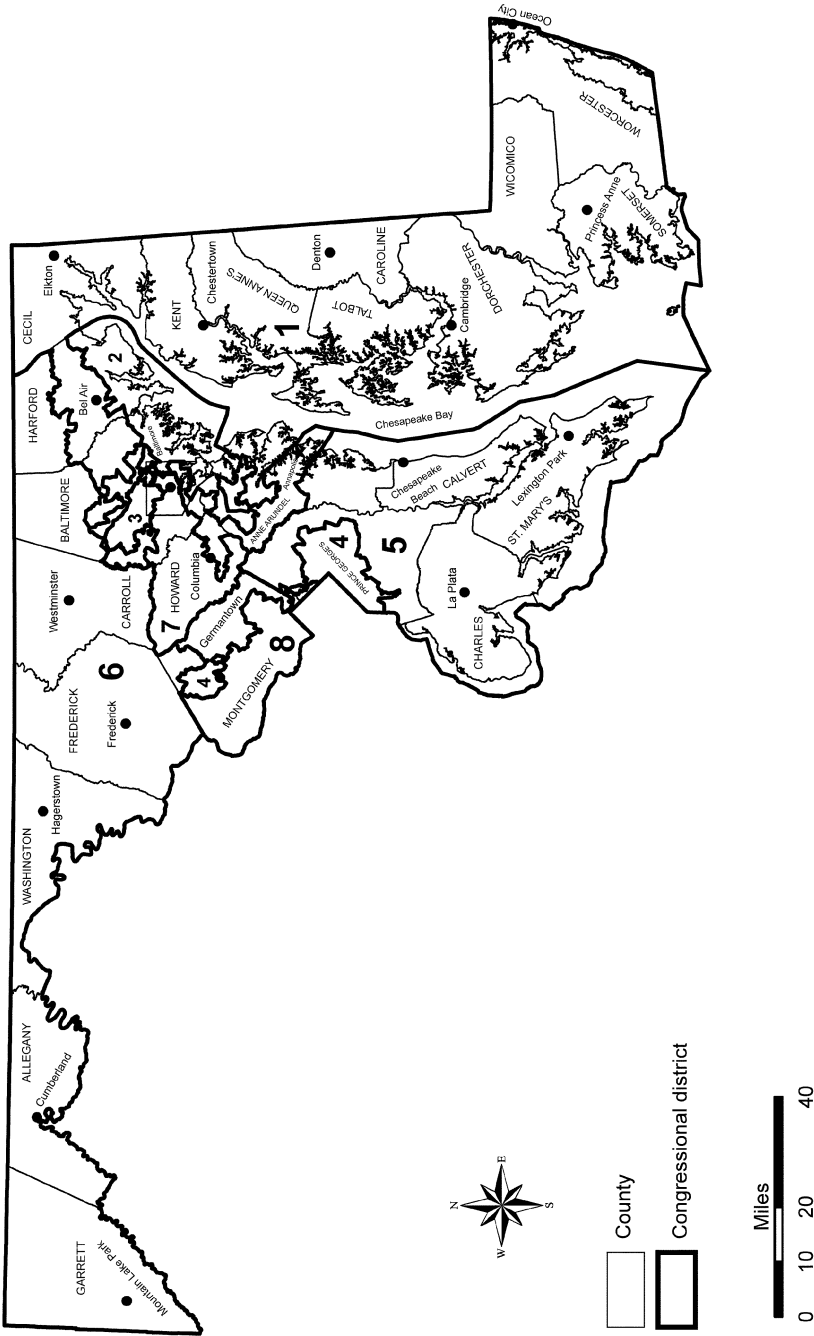 GARRETT
Mountain Lake Park
ALLEGANY
Cumberland
WASHINGTON
Hagerstown
FREDERICK
Frederick
6
Westminster
CARROLL
BALTIMORE
HARFORD
Bel Air
CECIL
Elkton
2
Baltimore
3
7
HOWARD
Columbia
Germantown
4
MONTGOMERY
8
ANNE ARUNDEL
Annapolis
4
PRINCE GEORGE'S
5
KENT
Chestertown
QUEEN ANNE'S
1
TALBOT
Denton
CAROLINE
Cambridge
DORCHESTER
Chesapeake Bay
Chesapeake
Beach
CALVERT
La Plata
CHARLES
Lexington Park
ST. MARY'S
WICOMICO
Princess Anne
SOMERSET
WORCESTER
Ocean City
N
W
E
S
County
Congressional district
Miles
0
10
20
40